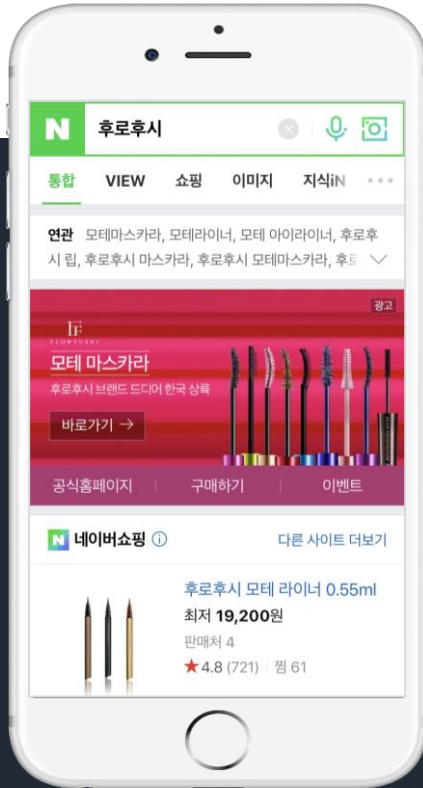 N 후로후시
통합 VIEW 쇼핑 이미지 지식iN
연관 모테마스카라, 모테라이너, 모테 아이라이너, 후로후
시 립, 후로후시 마스카라, 후로후시 모테마스카라, 후로
광고
FLOWFUSHI
모테 마스카라
후로후시 브랜드 드디어 한국 상륙
바로가기 →
공식홈페이지 구매하기 이벤트
N 네이버쇼핑 다른 사이트 더보기
후로후시 모테 라이너 0.55ml
최저 19,200원
판매처 4
★4.8 (721) 찜 61